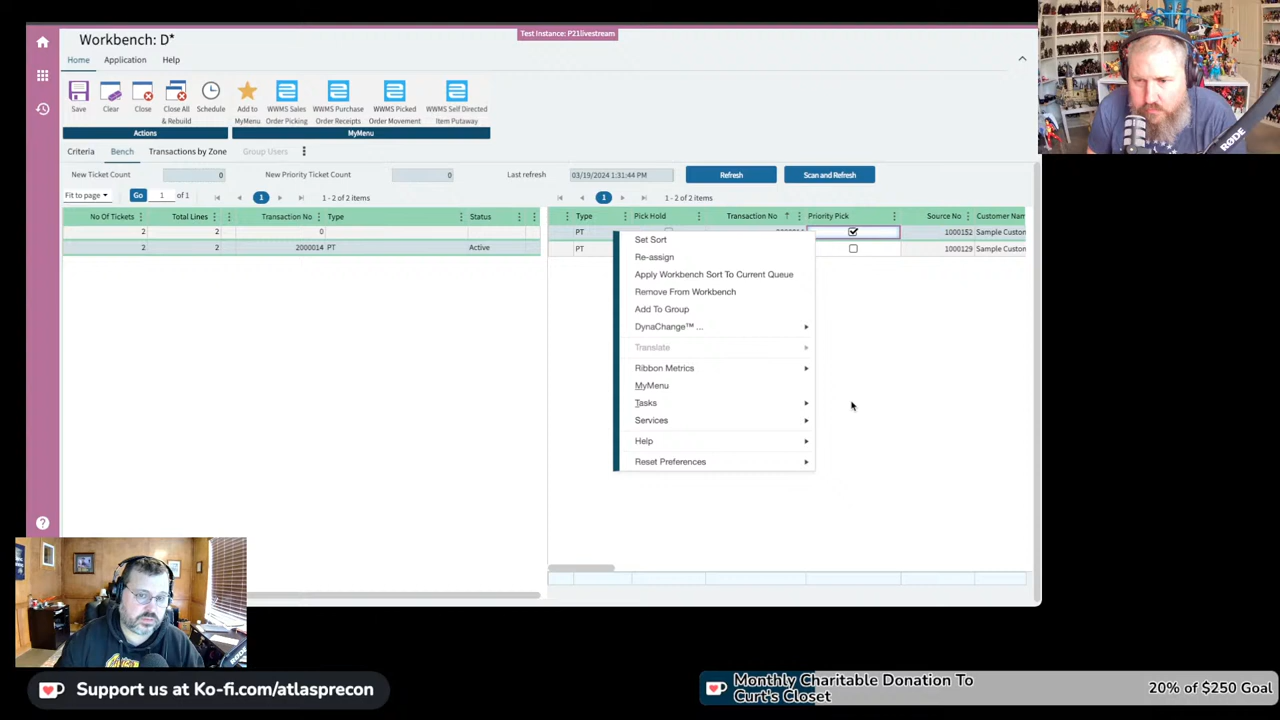 Test Instance: P21livestream
Workbench: D*
Home
Application
Help
Save
Clear
Close
Close All
& Rebuild
Schedule
Add to
MyMenu
WWMS Sales
Order Picking
WWMS Purchase
Order Receipts
WWMS Picked
Order Movement
WWMS Self Directed
Item Putaway
Actions
MyMenu
Criteria
Bench
Transactions by Zone
Group Users
New Ticket Count
0
New Priority Ticket Count
0
Last refresh
03/19/2024 1:31:44 PM
Refresh
Scan and Refresh
Fit to page
Go
1
of 1
1
1 - 2 of 2 items
1
1 - 2 of 2 items
No Of Tickets
Total Lines
Transaction No
Type
Status
2
2
0
2
2
2000014
PT
Active
Type
Pick Hold
Transaction No
Priority Pick
Source No
Customer Nam
PT
1000152
Sample Custon
PT
1000129
Sample Custon
Set Sort
Re-assign
Apply Workbench Sort To Current Queue
Remove From Workbench
Add To Group
DynaChange™ ...
Translate
Ribbon Metrics
MyMenu
Tasks
Services
Help
Reset Preferences
RØDE
Support us at Ko-fi.com/atlasprecon
Monthly Charitable Donation To
Curt's Closet
20% of $250 Goal